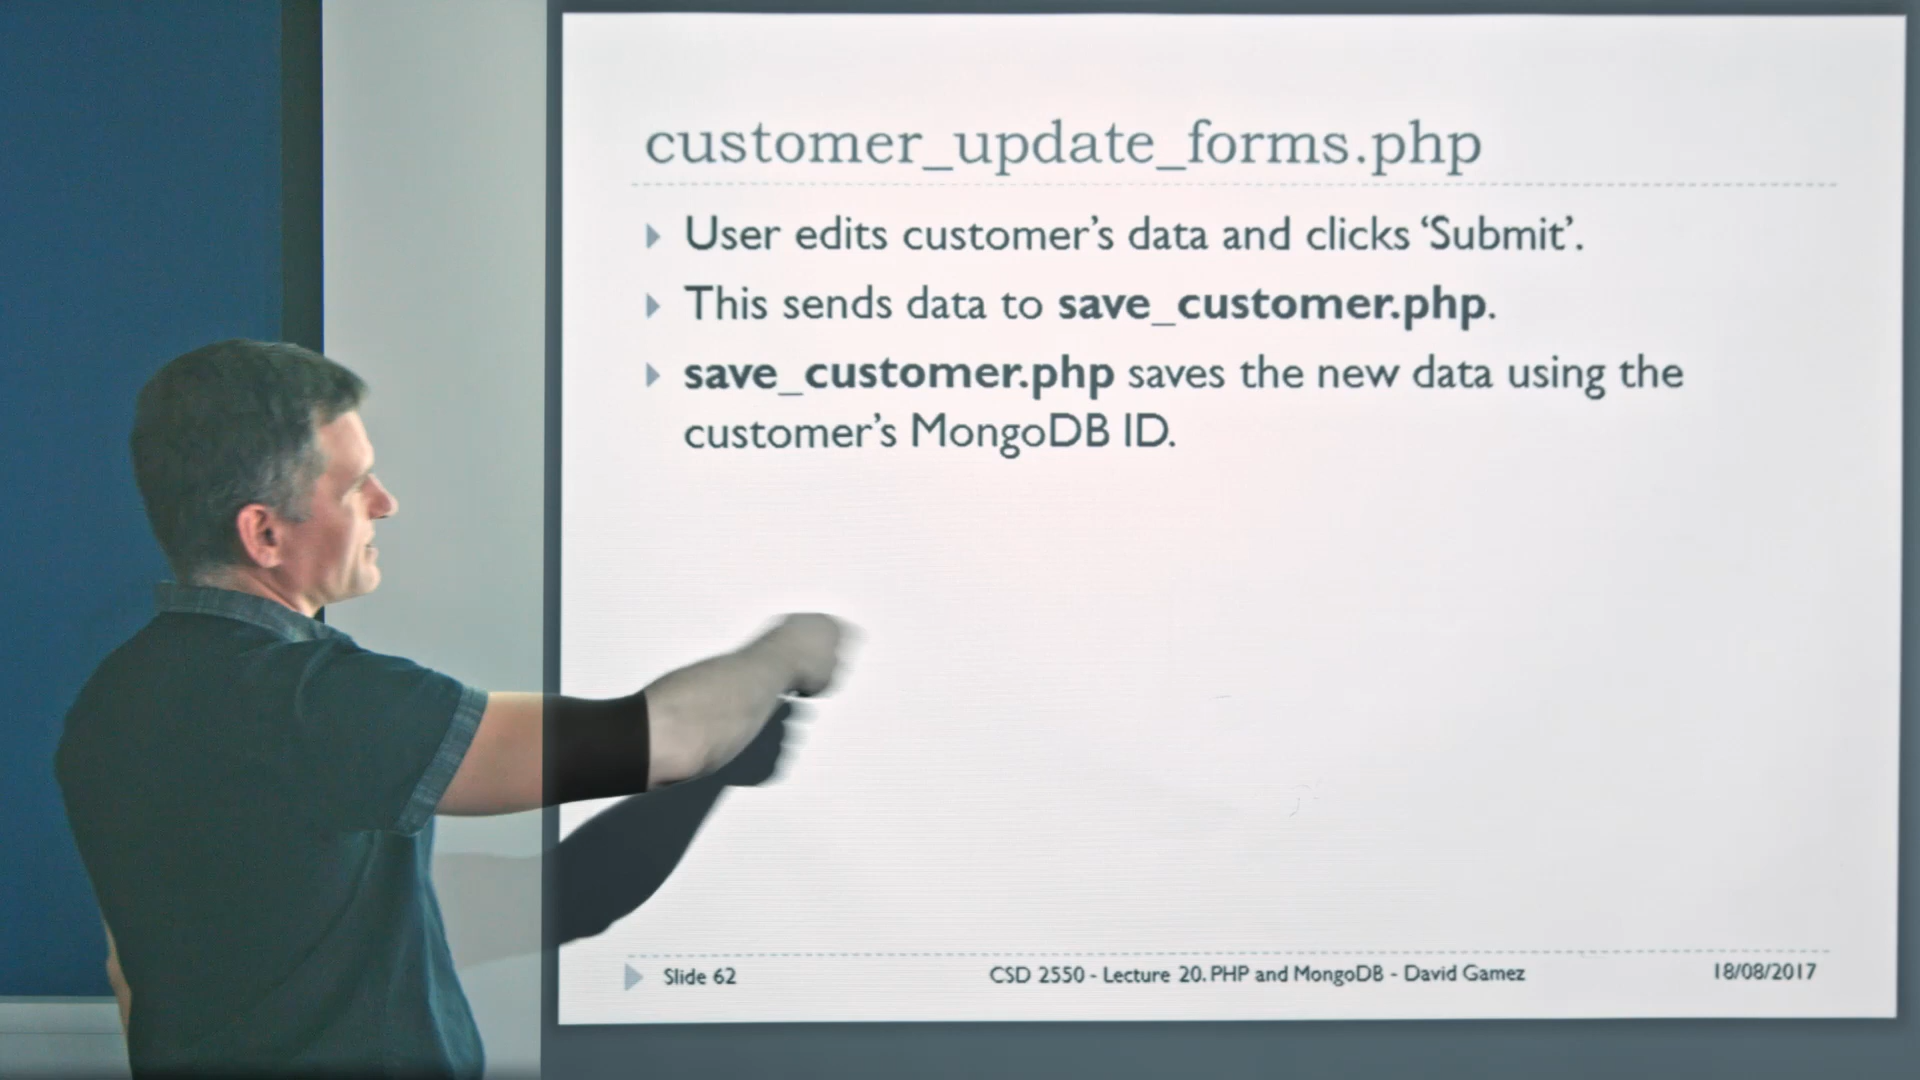 customer_update_forms.php
User edits customer's data and clicks ‘Submit’.
This sends data to save_customer.php.
save_customer.php saves the new data using the
customer’s MongoDB ID.
Slide 62
CSD 2550 - Lecture 20. PHP and MongoDB - David Gamez
18/08/2017